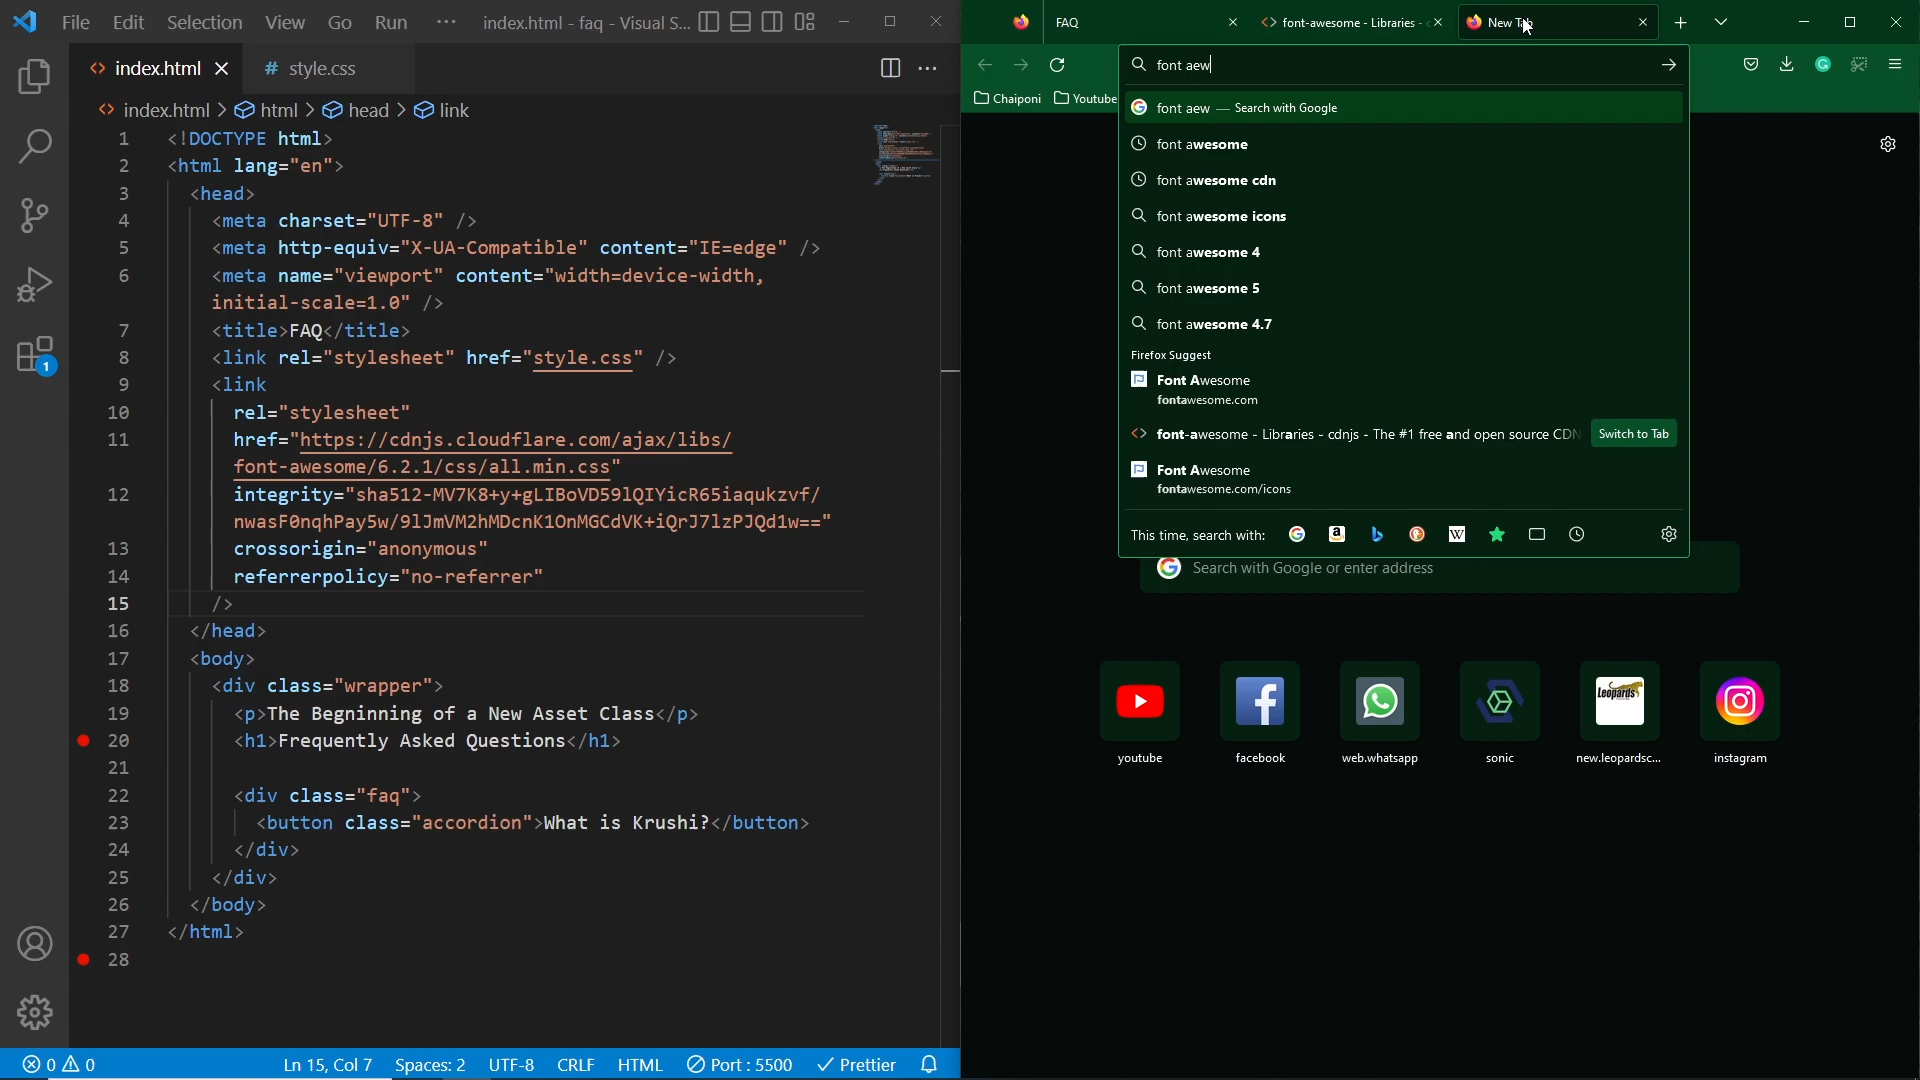 File Edit Selection View Go Run ··· index.html - faq - Visual S...
index.html
# style.css
<> index.html > html > head > link
1 <!DOCTYPE html>
2 <html lang="en">
3 <head>
4 <meta charset="UTF-8" />
5 <meta http-equiv="X-UA-Compatible" content="IE=edge" />
6 <meta name="viewport" content="width=device-width,
initial-scale=1.0" />
7 <title>FAQ</title>
8 <link rel="stylesheet" href="style.css" />
9 <link
10 rel="stylesheet"
11 href="https://cdnjs.cloudflare.com/ajax/libs/
font-awesome/6.2.1/css/all.min.css"
12 integrity="sha512-MV7K8+y+gLIBoVD59lQIYicR65iaqukzvf/
nwasF0nqhPay5w/9lJmVM2hMDcnK1OnMGCdVK+iQrJ7lzPJQd1w=="
13 crossorigin="anonymous"
14 referrerpolicy="no-referrer"
15 />
16 </head>
17 <body>
18 <div class="wrapper">
19 <p>The Begninning of a New Asset Class</p>
20 <h1>Frequently Asked Questions</h1>
21
22 <div class="faq">
23 <button class="accordion">What is Krushi?</button>
24 </div>
25 </div>
26 </body>
27 </html>
28
1
0 0 Ln 15, Col 7 Spaces: 2 UTF-8 CRLF HTML Port : 5500 Prettier
FAQ
font-awesome - Libraries -
New
Chaiponi Youtube
font aew
font aew — Search with Google
font awesome
font awesome cdn
font awesome icons
font awesome 4
font awesome 5
font awesome 4.7
Firefox Suggest
Font Awesome
fontawesome.com
font-awesome - Libraries - cdnjs - The #1 free and open source CDN Switch to Tab
Font Awesome
fontawesome.com/icons
This time, search with:
Search with Google or enter address
Leopards
youtube facebook web.whatsapp sonic new.leopardsc... instagram